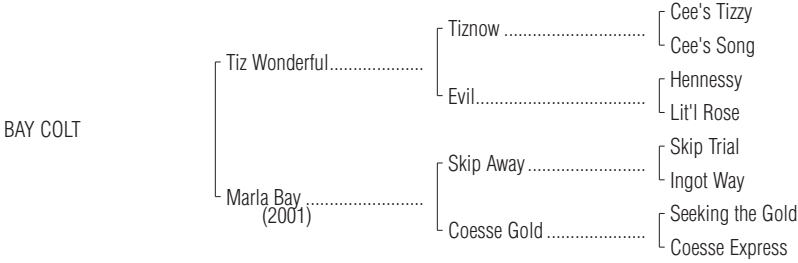 Cee's Tizzy
Tiznow ..............................
Cee's Song
Tiz Wonderful....................
Hennessy
Evil....................................
Lit'l Rose
BAY COLT
Skip Trial
Skip Away.........................
Ingot Way
Marla Bay .........................
(2001)
Seeking the Gold
Coesse Gold .....................
Coesse Express